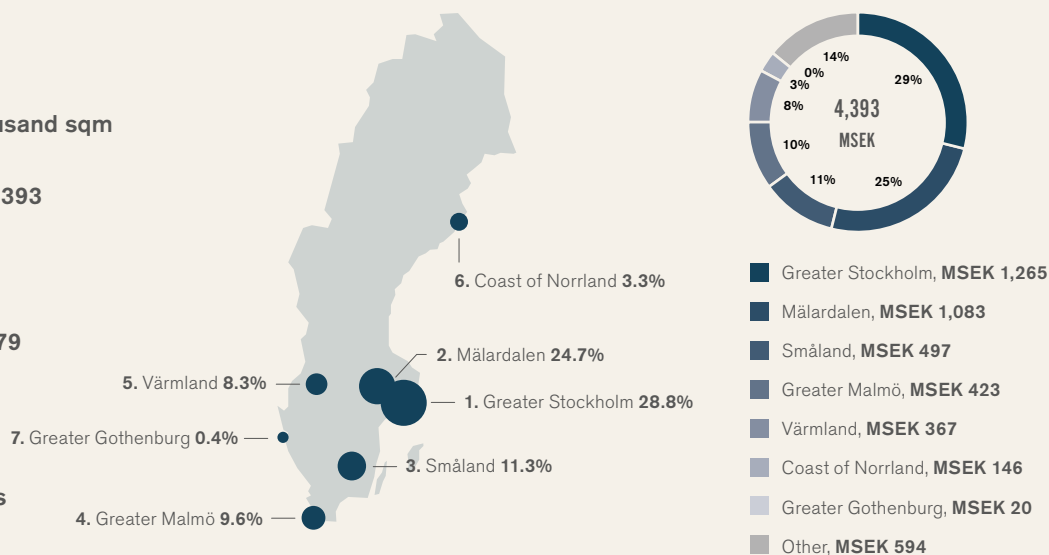 usand sqm
393
79
s
6. Coast of Norrland 3.3%
2. Mälardalen 24.7%
5. Värmland 8.3%
1. Greater Stockholm 28.8%
7. Greater Gothenburg 0.4%
3. Småland 11.3%
4. Greater Malmö 9.6%
14%
0%
29%
3%
8%
4,393
MSEK
10%
11%
25%
Greater Stockholm, MSEK 1,265
Mälardalen, MSEK 1,083
Småland, MSEK 497
Greater Malmö, MSEK 423
Värmland, MSEK 367
Coast of Norrland, MSEK 146
Greater Gothenburg, MSEK 20
Other, MSEK 594